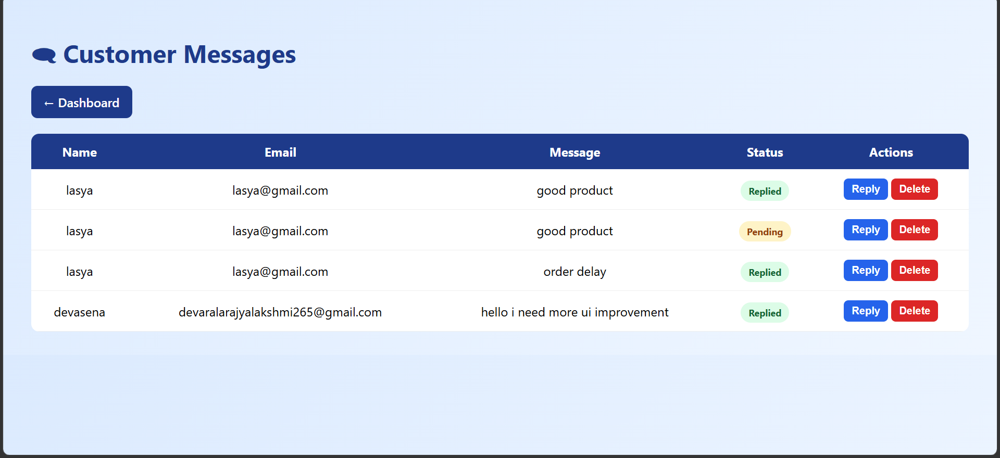 🗨 Customer Messages
← Dashboard
Name Email Message Status Actions
lasya lasya@gmail.com good product Replied Reply Delete
lasya lasya@gmail.com good product Pending Reply Delete
lasya lasya@gmail.com order delay Replied Reply Delete
devasena devaralarajyalakshmi265@gmail.com hello i need more ui improvement Replied Reply Delete